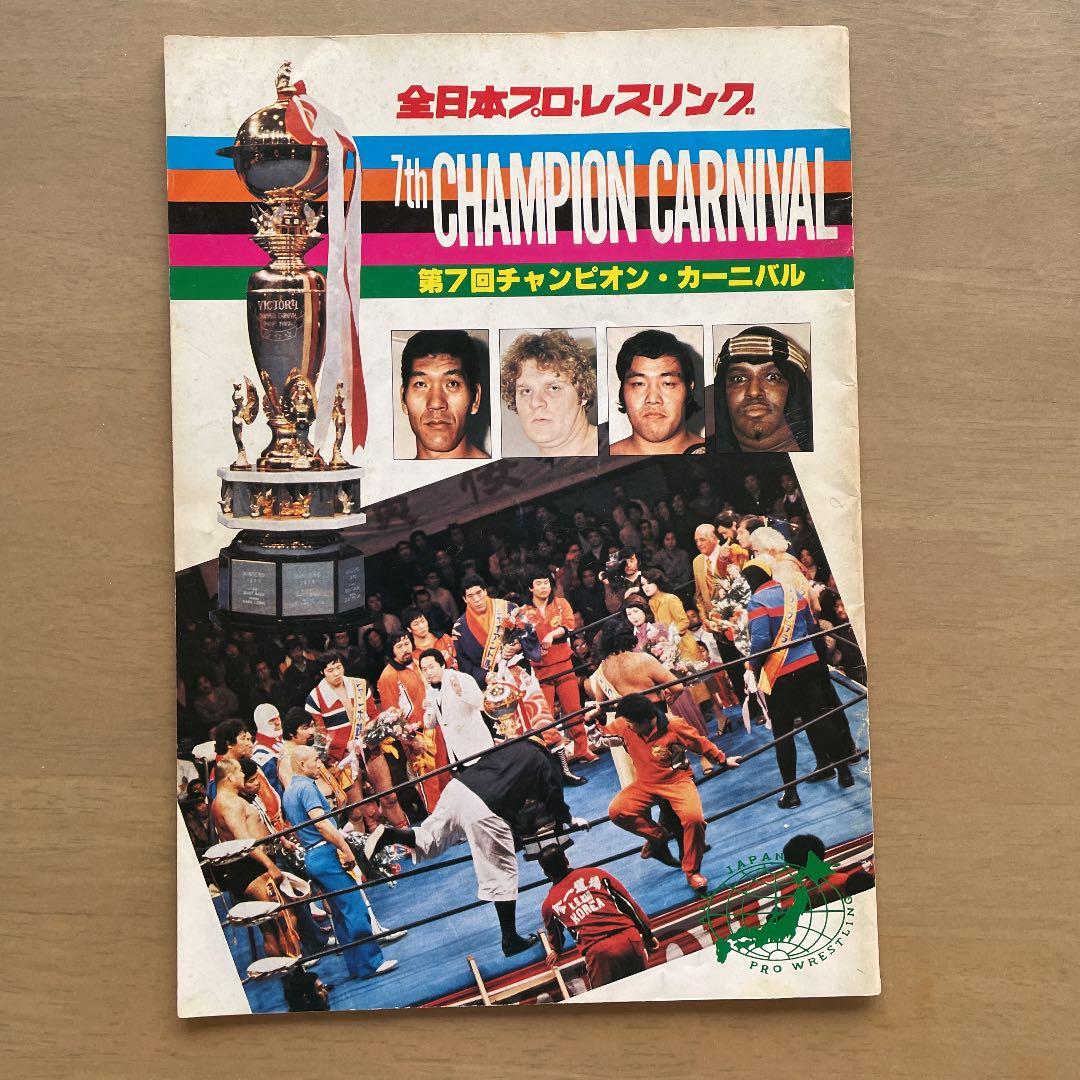 全日本プロ・レスリング
7th CHAMPION CARNIVAL
第7回チャンピオン・カーニバル
VICTORY
KOREA
JAPAN
PRO WRESTLING